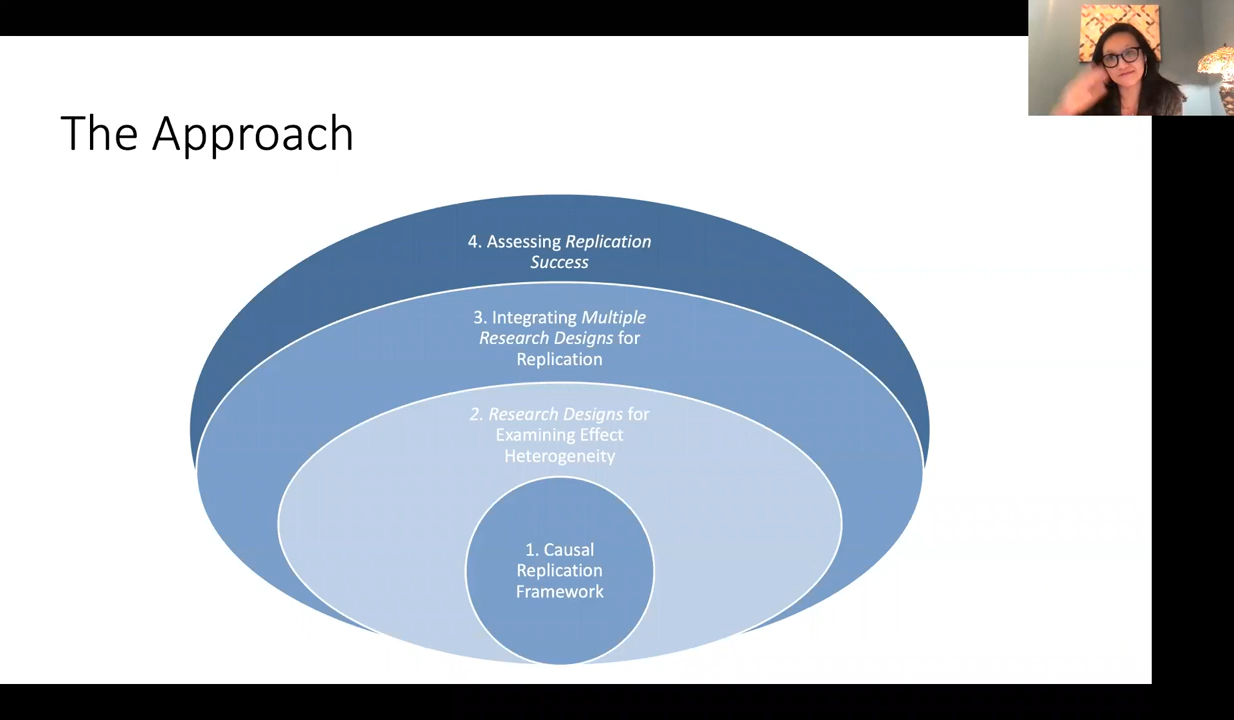 The Approach
4. Assessing Replication
Success
3. Integrating Multiple
Research Designs for
Replication
2. Research Designs for
Examining Effect
Heterogeneity
1. Causal
Replication
Framework